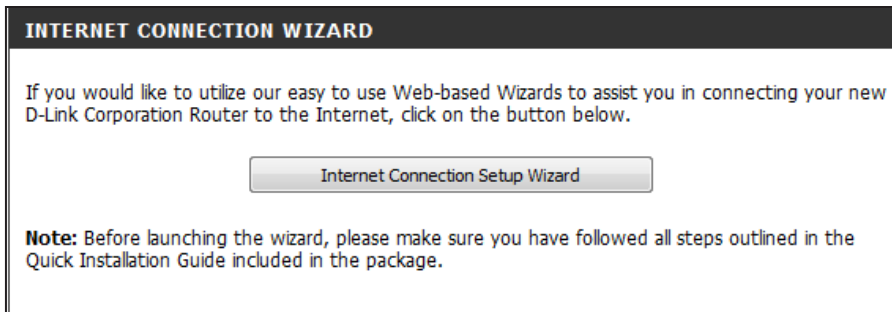 INTERNET CONNECTION WIZARD
If you would like to utilize our easy to use Web-based Wizards to assist you in connecting your new
D-Link Corporation Router to the Internet, click on the button below.
Internet Connection Setup Wizard
Note: Before launching the wizard, please make sure you have followed all steps outlined in the
Quick Installation Guide included in the package.